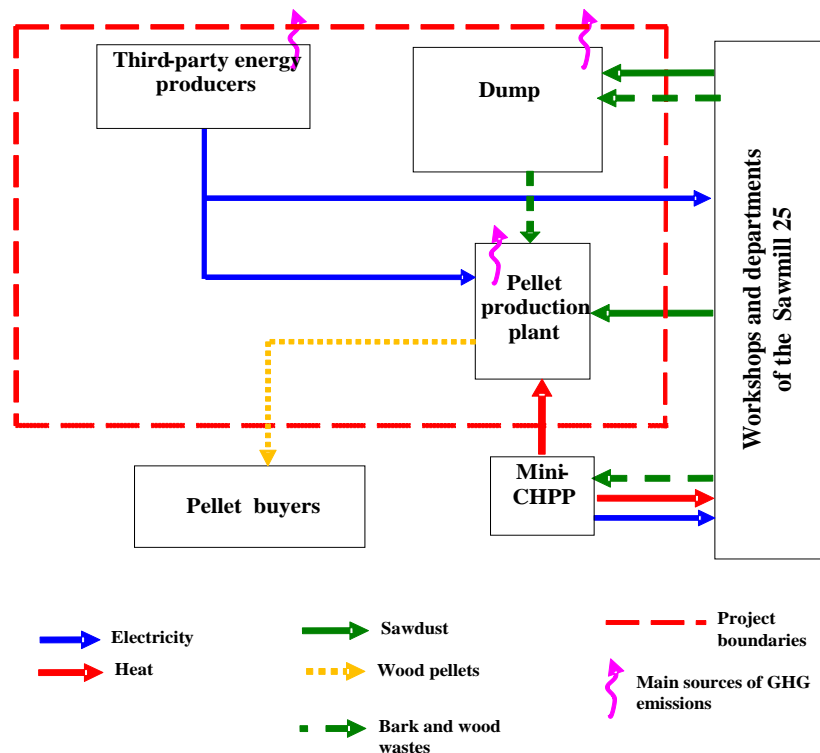 Third-party energy
producers
Dump
Workshops and departments
of the Sawmill 25
Pellet
production
plant
Mini-
CHPP
Pellet buyers
Electricity
Heat
Sawdust
Wood pellets
Bark and wood
wastes
Project
boundaries
Main sources of GHG
emissions